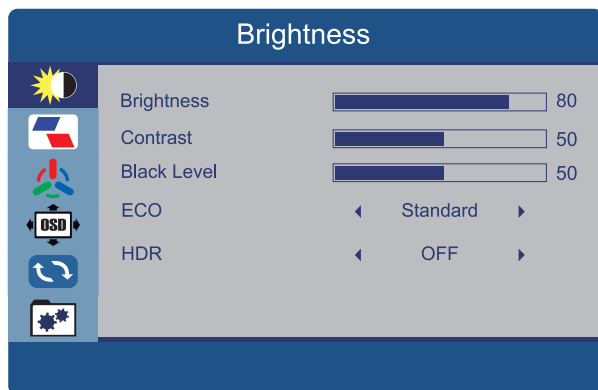 Brightness
Brightness 80
Contrast 50
Black Level 50
ECO Standard
HDR OFF
OSD